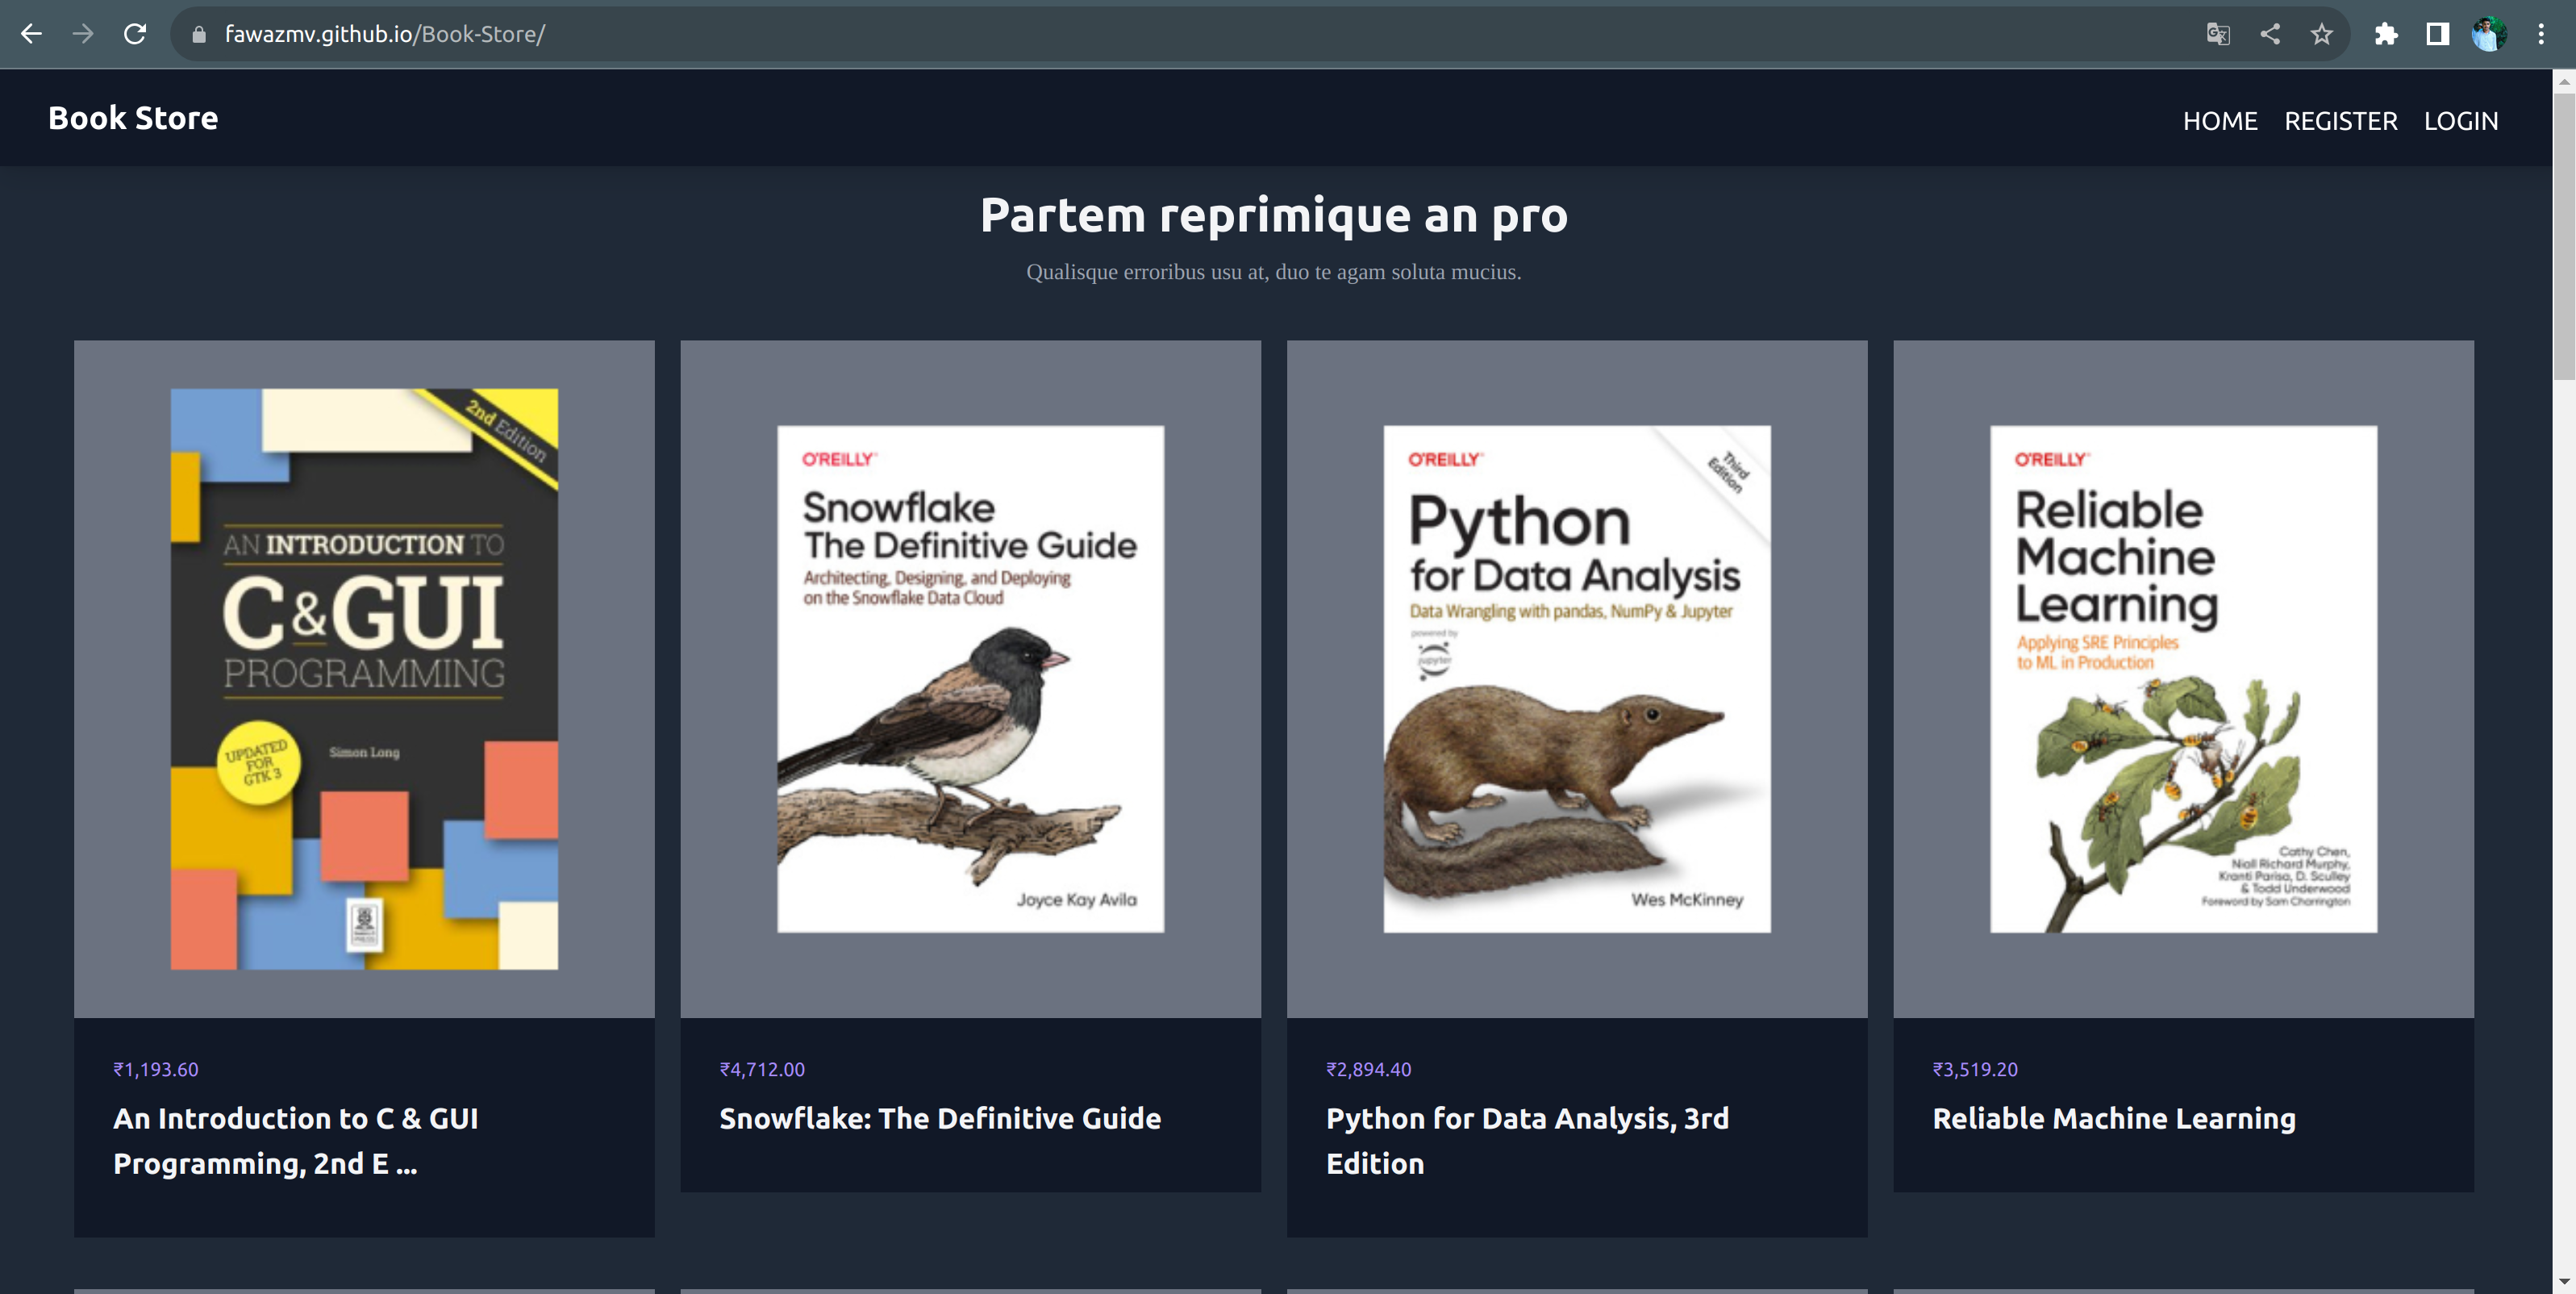 fawazmv.github.io/Book-Store/
Book Store
HOME REGISTER LOGIN
Partem reprimique an pro
Qualisque erroribus usu at, duo te agam soluta mucius.
2nd Edition
AN INTRODUCTION TO
C & GUI
PROGRAMMING
UPDATED
FOR
GTK 3
Simon Long
O'REILLY
Snowflake
The Definitive Guide
Architecting, Designing, and Deploying
on the Snowflake Data Cloud
Joyce Kay Avila
O'REILLY
Third
Edition
Python
for Data Analysis
Data Wrangling with pandas, NumPy & Jupyter
powered by
jupyter
Wes McKinney
O'REILLY
Reliable
Machine
Learning
Applying SRE Principles
to ML in Production
Cathy Chen,
Niall Richard Murphy,
Kranti Parisa, D. Sculley
& Todd Underwood
Foreword by Sam Charrington
₹1,193.60
An Introduction to C & GUI
Programming, 2nd E ...
₹4,712.00
Snowflake: The Definitive Guide
₹2,894.40
Python for Data Analysis, 3rd
Edition
₹3,519.20
Reliable Machine Learning